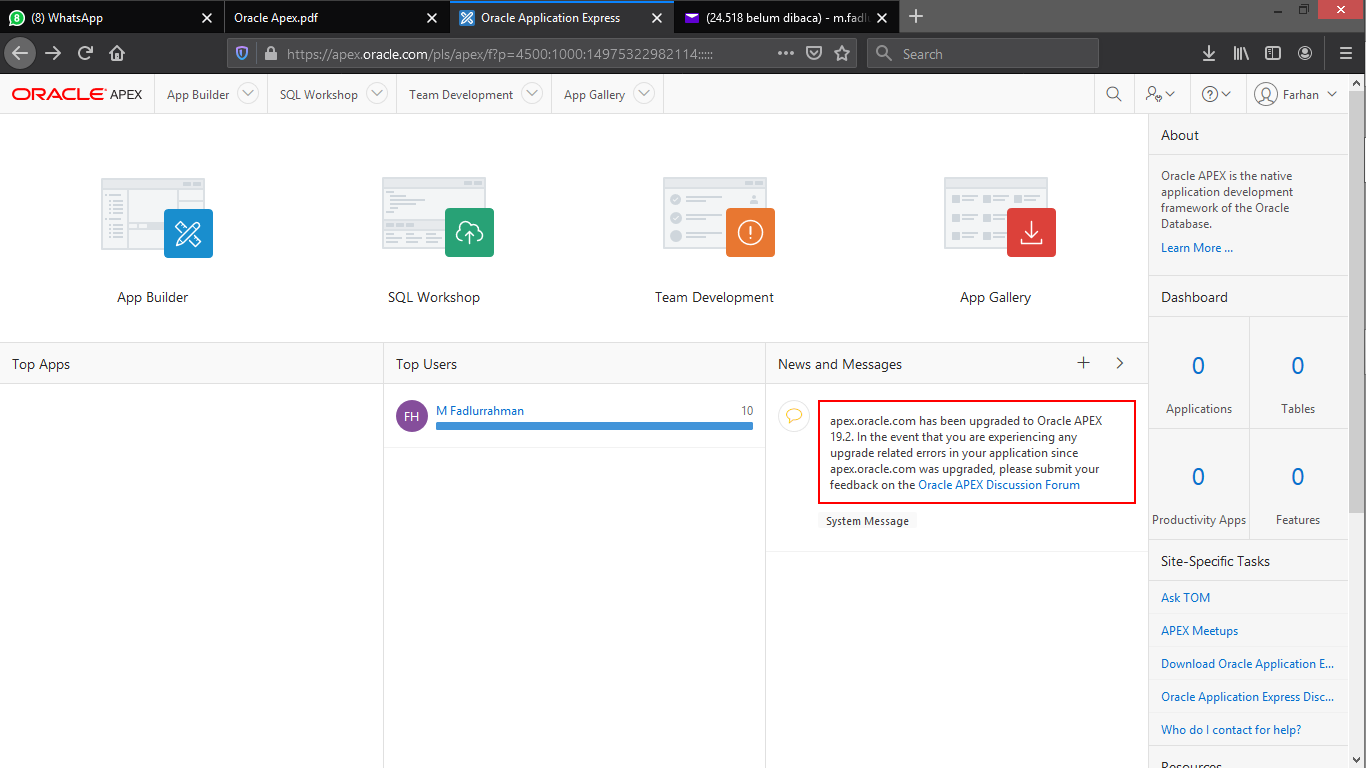 (8) WhatsApp
Oracle Apex.pdf
Oracle Application Express
(24.518 belum dibaca) - m.fadlu
https://apex.oracle.com/pls/apex/f?p=4500:1000:14975322982114:::::
Search
ORACLE APEX
App Builder
SQL Workshop
Team Development
App Gallery
Farhan
App Builder
SQL Workshop
Team Development
App Gallery
About
Oracle APEX is the native
application development
framework of the Oracle
Database.
Learn More ...
Dashboard
0
Applications
0
Tables
0
Productivity Apps
0
Features
Top Apps
Top Users
FH
M Fadlurrahman
10
News and Messages
apex.oracle.com has been upgraded to Oracle APEX
19.2. In the event that you are experiencing any
upgrade related errors in your application since
apex.oracle.com was upgraded, please submit your
feedback on the Oracle APEX Discussion Forum
System Message
Site-Specific Tasks
Ask TOM
APEX Meetups
Download Oracle Application E...
Oracle Application Express Disc...
Who do I contact for help?
Resources